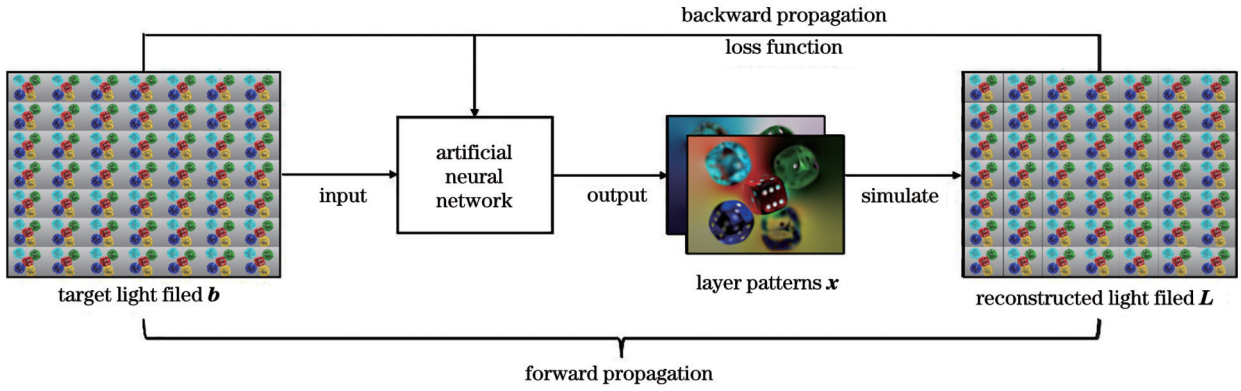 backward propagation
loss function
artificial
neural
network
input
output
simulate
target light filed b
layer patterns x
reconstructed light filed L
forward propagation